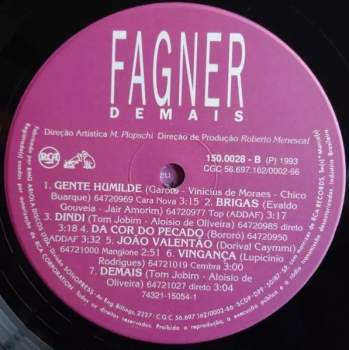 FAGNER
DEMAIS
Direção Artística M. Plopschi Direção de Produção Roberto Menescal
RCA
150.0028 - B (P) 1993
CGC 56.697.162/0002-66
1. GENTE HUMILDE (Garoto - Vinicius de Moraes - Chico
Buarque) 64720969 Cara Nova 3:15 2. BRIGAS (Evaldo
Gouveia - Jair Amorim) 64720977 Top (ADDAF) 3:17
3. DINDI (Tom Jobim - Aloisio de Oliveira) 64720985 direto
3:18 4. DA COR DO PECADO (Bororó) 64720950
ADDAF 3:32 5. JOÃO VALENTÃO (Dorival Caymmi)
64721000 Mangione 2:51 6. VINGANÇA (Lupicinio
Rodrigues) 64721019 Cembra 3:00
7. DEMAIS (Tom Jobim - Aloisio de
Oliveira) 64721027 direto 3:04
74321-15054-1